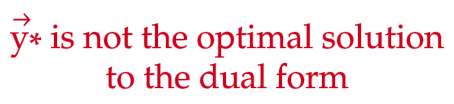 y⃗* is not the optimal solution
to the dual form